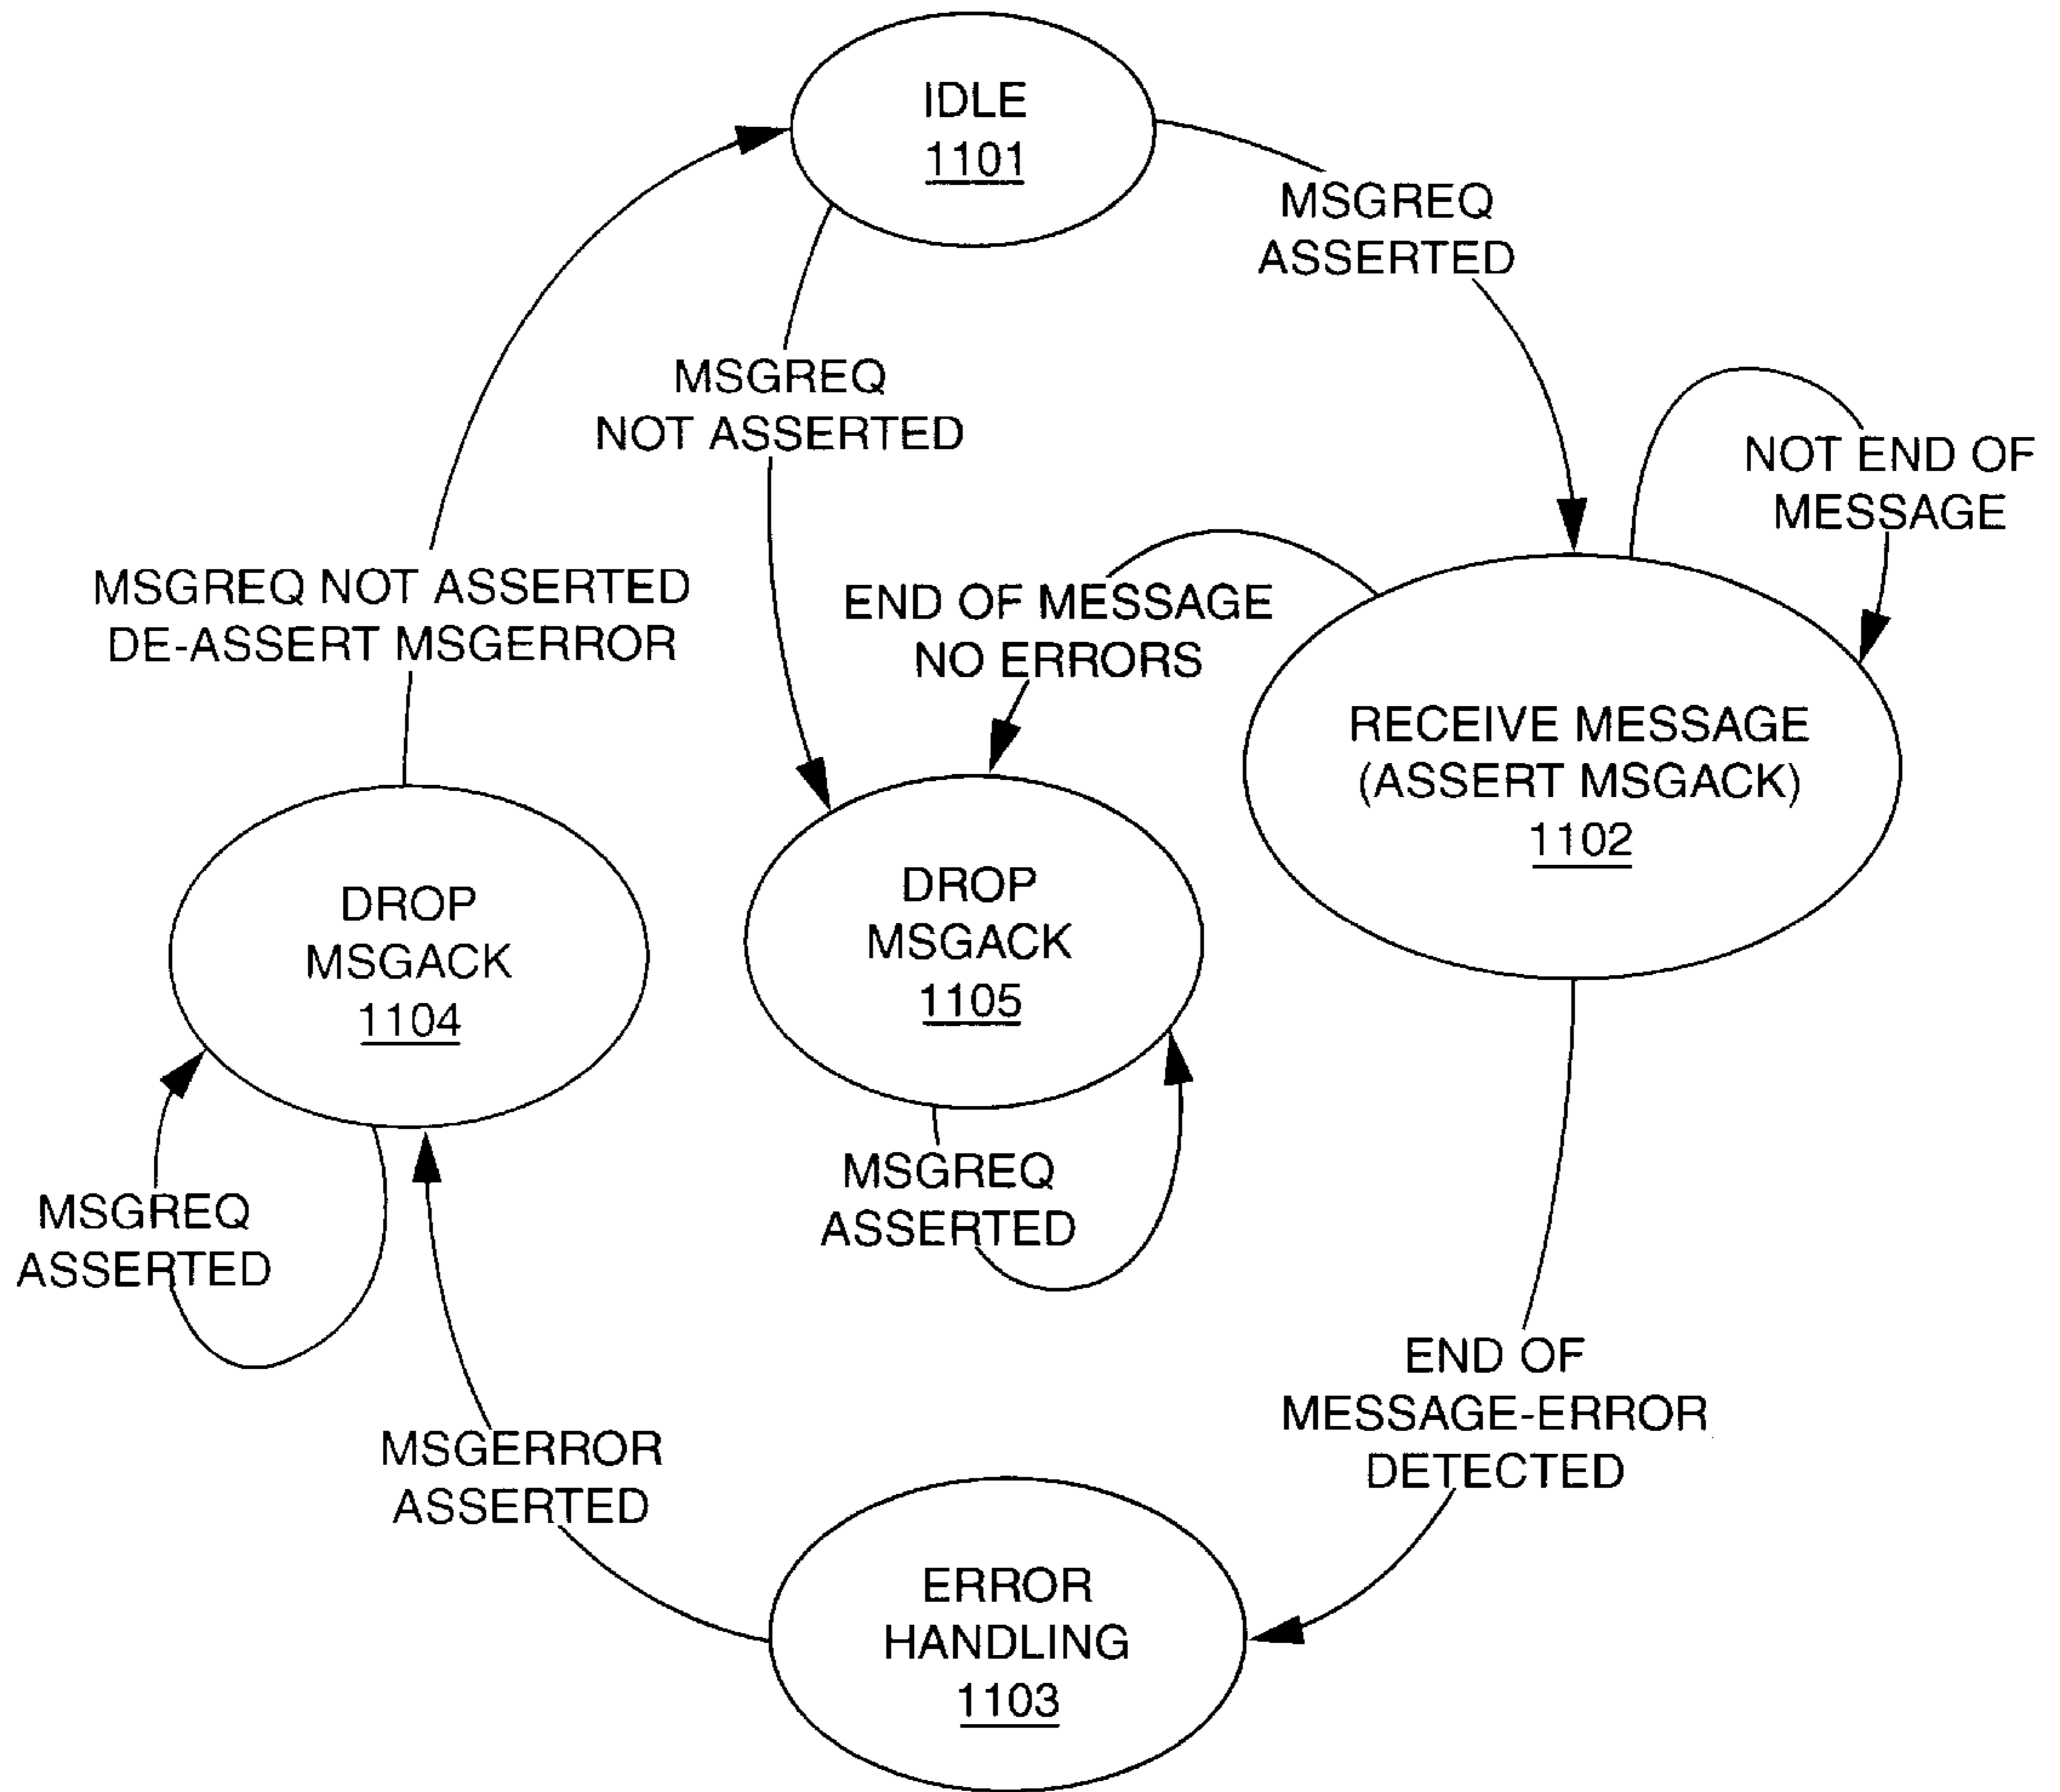 IDLE
1101
MSGREQ
ASSERTED
MSGREQ
NOT ASSERTED
NOT END OF
MESSAGE
MSGREQ NOT ASSERTED
DE-ASSERT MSGERROR
END OF MESSAGE
NO ERRORS
RECEIVE MESSAGE
(ASSERT MSGACK)
1102
DROP
MSGACK
1104
DROP
MSGACK
1105
MSGREQ
ASSERTED
MSGREQ
ASSERTED
END OF
MESSAGE-ERROR
DETECTED
MSGERROR
ASSERTED
ERROR
HANDLING
1103